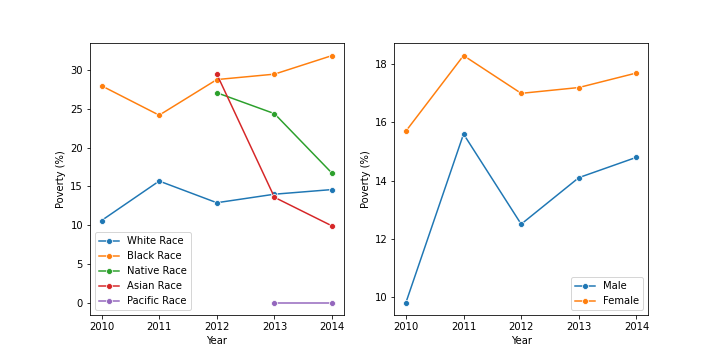 Poverty (%)
30
25
20
15
10
5
0
White Race
Black Race
Native Race
Asian Race
Pacific Race
2010 2011 2012 2013 2014
Year
Poverty (%)
18
16
14
12
10
Male
Female
2010 2011 2012 2013 2014
Year